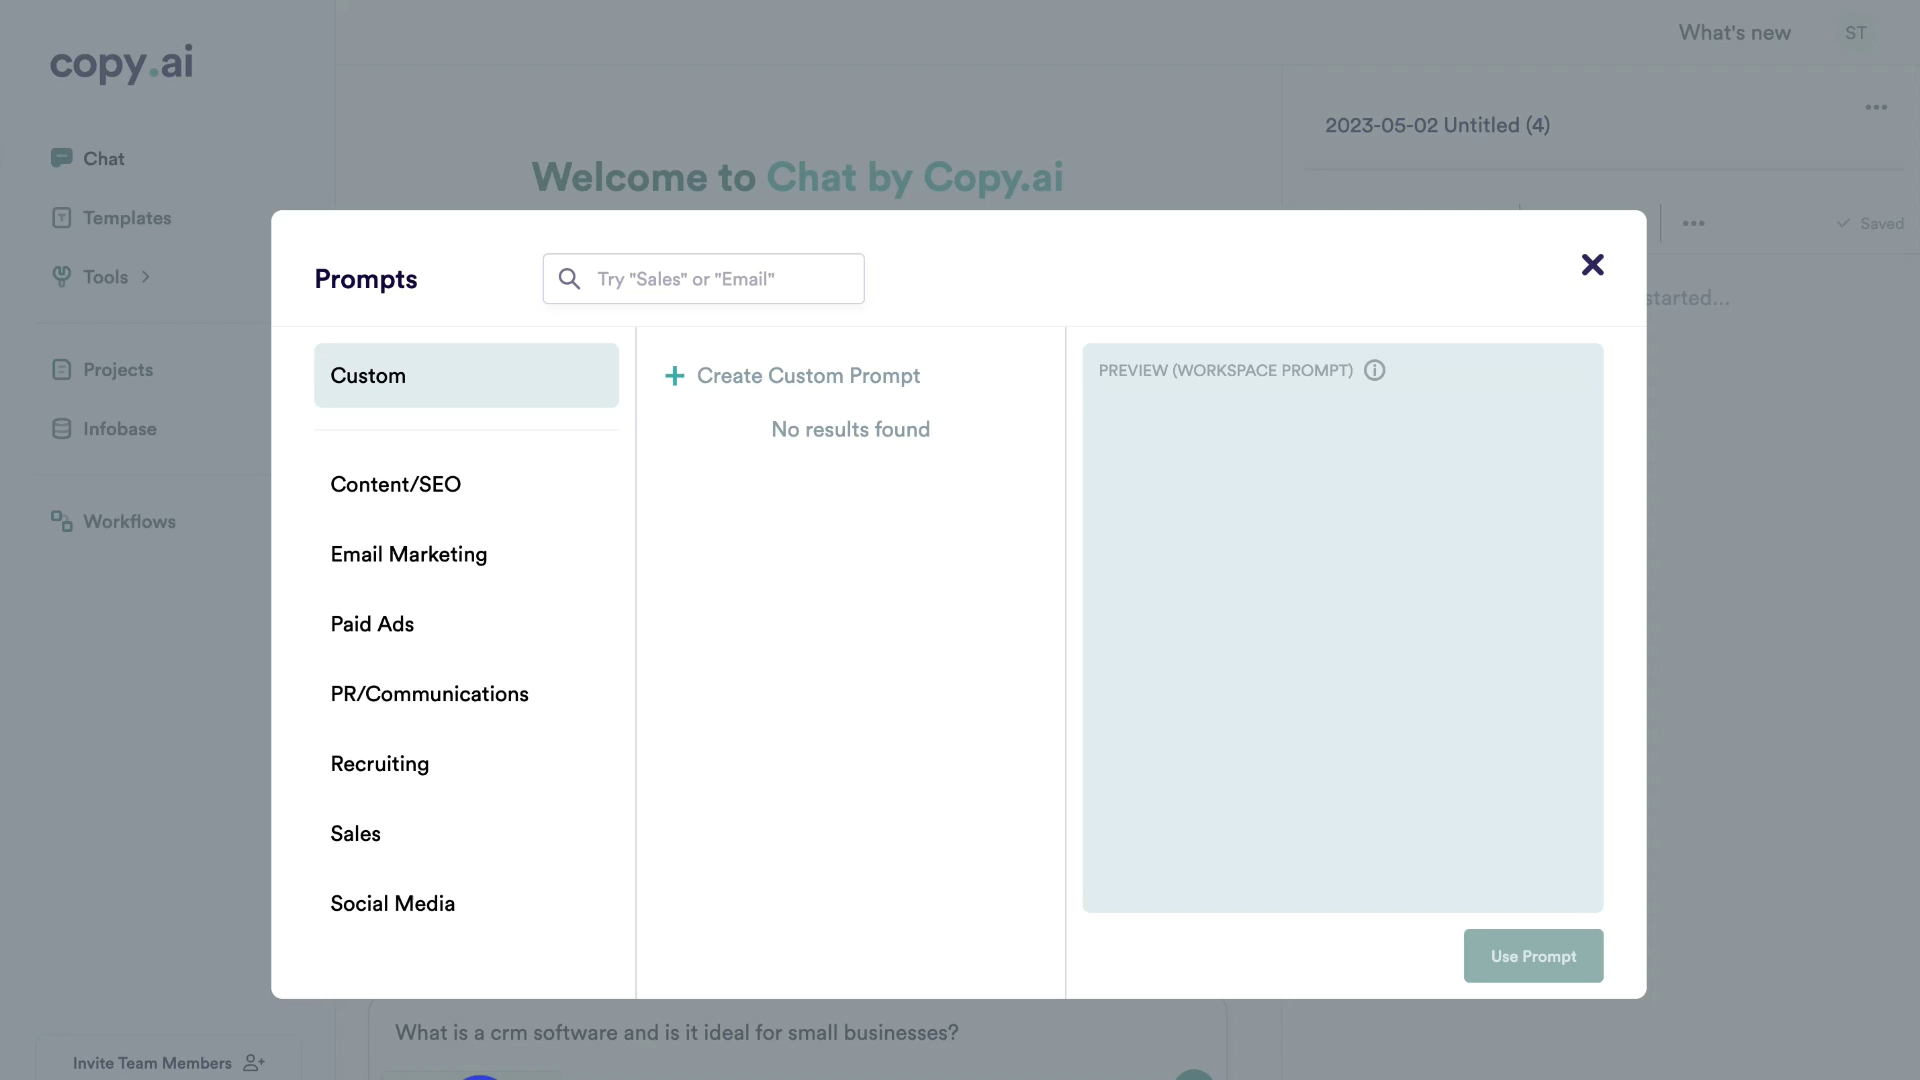 copy.ai
What's new
ST
Chat
Templates
Tools
Projects
Infobase
Workflows
Invite Team Members
Welcome to Chat by Copy.ai
2023-05-02 Untitled (4)
Saved
started...
Prompts
Try "Sales" or "Email"
Custom
Content/SEO
Email Marketing
Paid Ads
PR/Communications
Recruiting
Sales
Social Media
Create Custom Prompt
No results found
PREVIEW (WORKSPACE PROMPT)
Use Prompt
What is a crm software and is it ideal for small businesses?